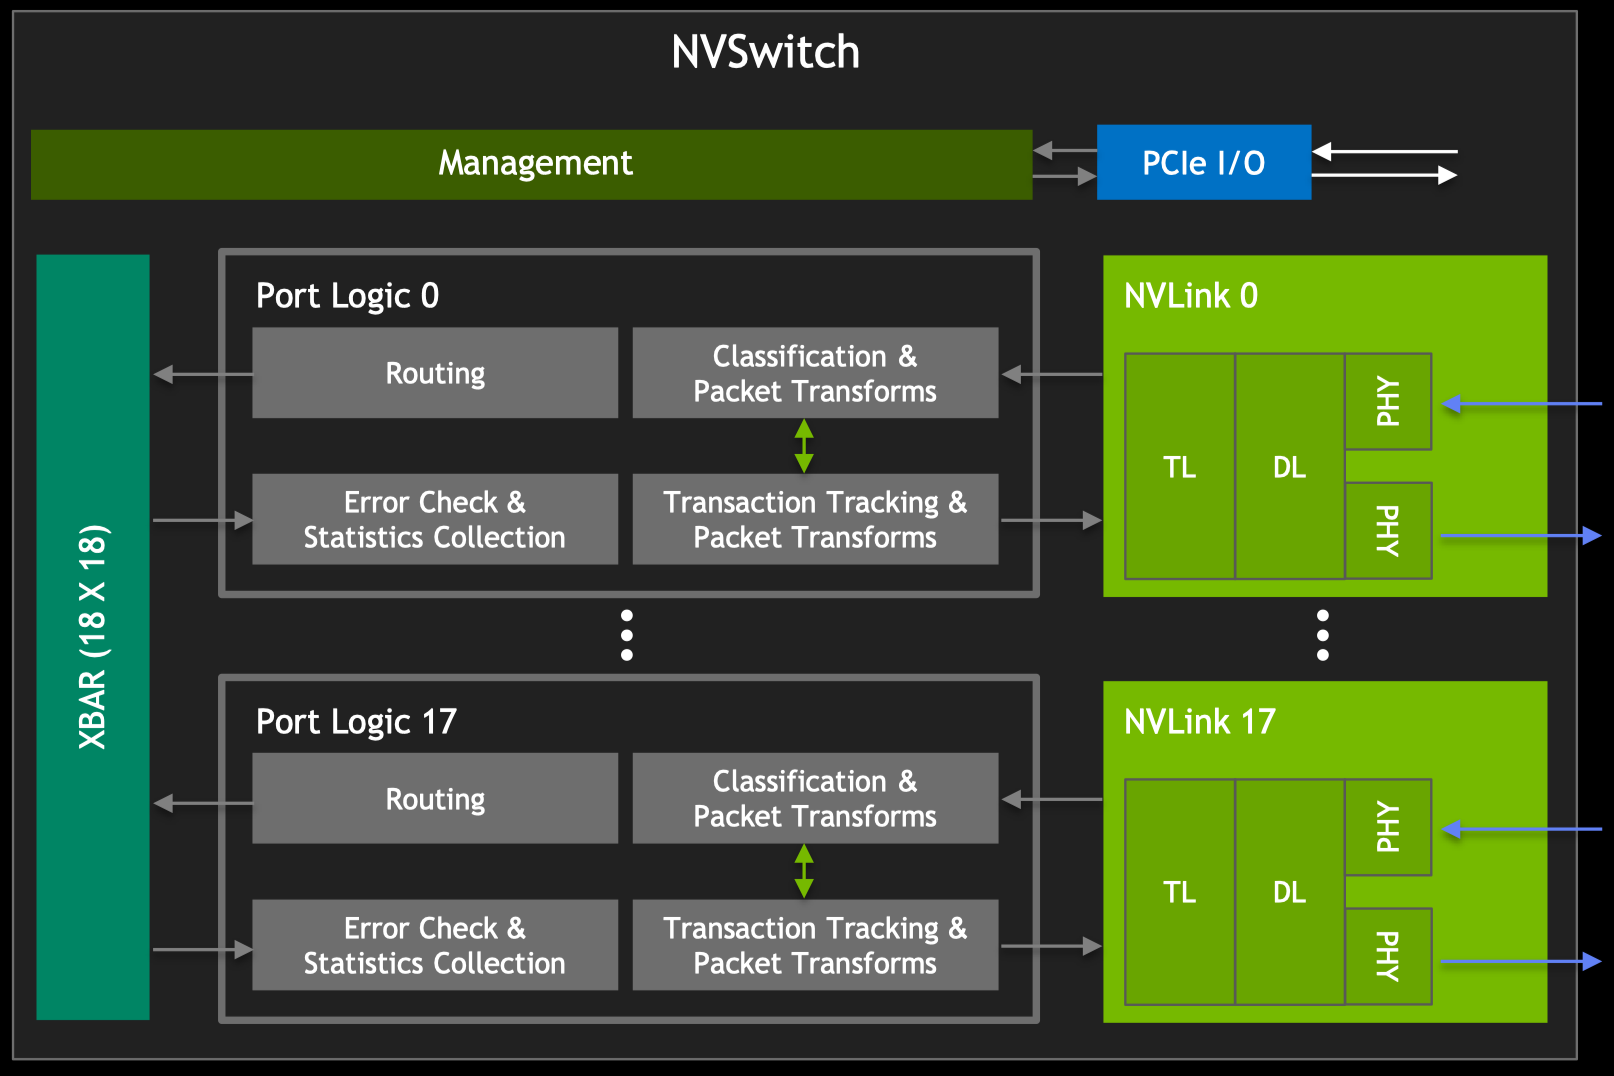 NVSwitch
Management
PCIe I/O
XBAR (18 X 18)
Port Logic 0
Routing
Classification &
Packet Transforms
Error Check &
Statistics Collection
Transaction Tracking &
Packet Transforms
NVLink 0
TL
DL
PHY
PHY
Port Logic 17
Routing
Classification &
Packet Transforms
Error Check &
Statistics Collection
Transaction Tracking &
Packet Transforms
NVLink 17
TL
DL
PHY
PHY